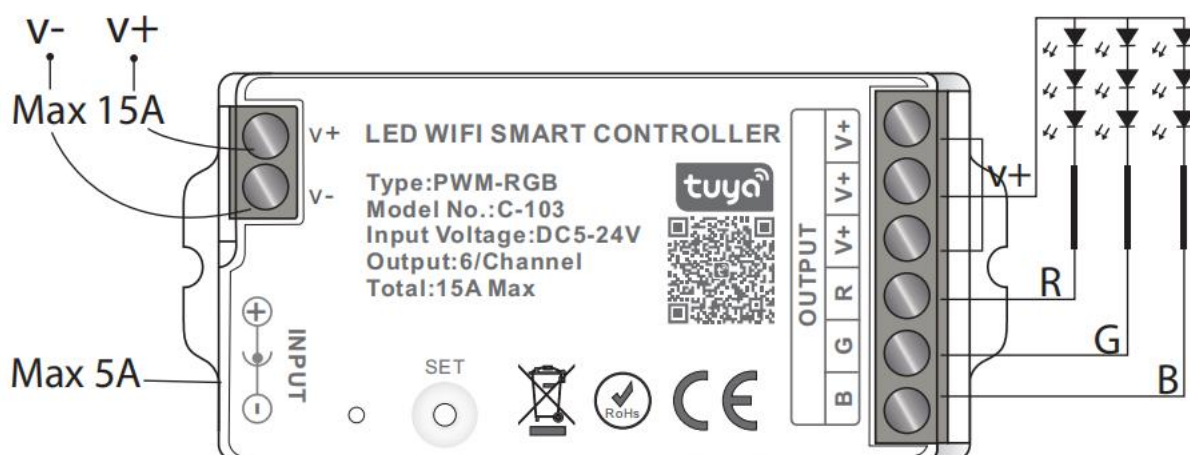 v- v+
Max 15A
v+
v-
LED WIFI SMART CONTROLLER
Type:PWM-RGB
Model No.:C-103
Input Voltage:DC5-24V
Output:6/Channel
Total:15A Max
tuya
INPUT
Max 5A
SET
RoHs
CE
OUTPUT
V+
V+
V+
R
G
B
v+
R
G
B